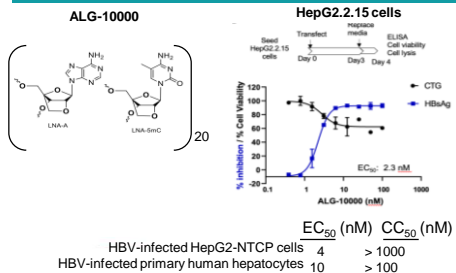 ALG-10000
HepG2.2.15 cells
Transfect
Replace
media
Seed
HepG2.2.15
cells
Day 0
Day3
Day 4
ELISA
Cell viability
Cell lysis
NH2
N
N
N
N
O
O
O
LNA-A
NH2
N
N
O
O
O
O
LNA-5mC
20
% Inhibition / % Cell Viability
120
100
80
60
40
20
0
-20
CTG
HBsAg
EC50: 2.3 nM
-0.1
1
10
100
1000
ALG-10000 (nM)
EC50 (nM) CC50 (nM)
HBV-infected HepG2-NTCP cells 4 > 1000
HBV-infected primary human hepatocytes 10 > 100